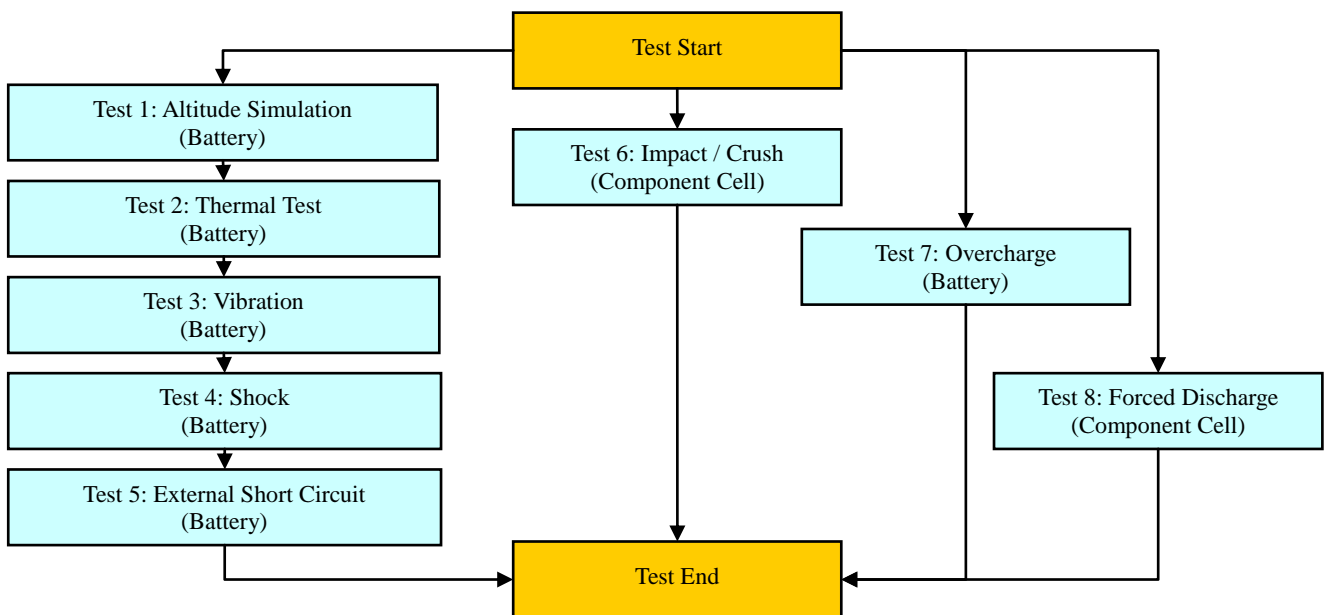 Test Start
Test 1: Altitude Simulation
(Battery)
Test 2: Thermal Test
(Battery)
Test 3: Vibration
(Battery)
Test 4: Shock
(Battery)
Test 5: External Short Circuit
(Battery)
Test 6: Impact / Crush
(Component Cell)
Test 7: Overcharge
(Battery)
Test 8: Forced Discharge
(Component Cell)
Test End